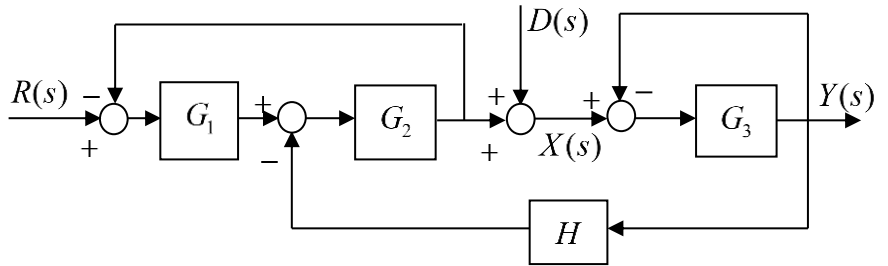 D(s)
R(s) − + G₁ + − G₂ + + X(s) + − G₃ Y(s)
H